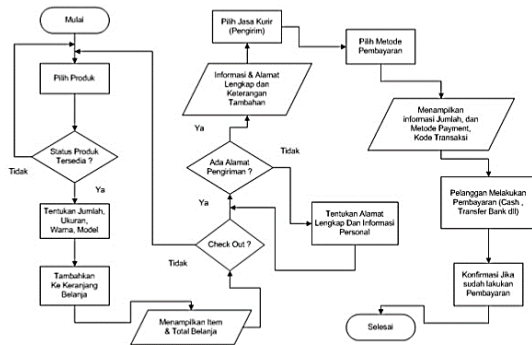 Mulai
Pilih Produk
Status Produk
Tersedia ?
Tidak
Ya
Tentukan Jumlah,
Ukuran,
Warna, Model
Tambahkan
Ke Keranjang
Belanja
Menampilkan Item
& Total Belanja
Check Out ?
Tidak
Ya
Ada Alamat
Pengiriman ?
Tidak
Ya
Tentukan Alamat
Lengkap Dan Informasi
Personal
Informasi & Alamat
Lengkap dan
Keterangan
Tambahan
Pilih Jasa Kurir
(Pengirim)
Pilih Metode
Pembayaran
Menampilkan
informasi Jumlah, dan
Metode Payment,
Kode Transaksi
Pelanggan Melakukan
Pembayaran (Cash ,
Transfer Bank dll)
Konfirmasi Jika
sudah lakukan
Pembayaran
Selesai